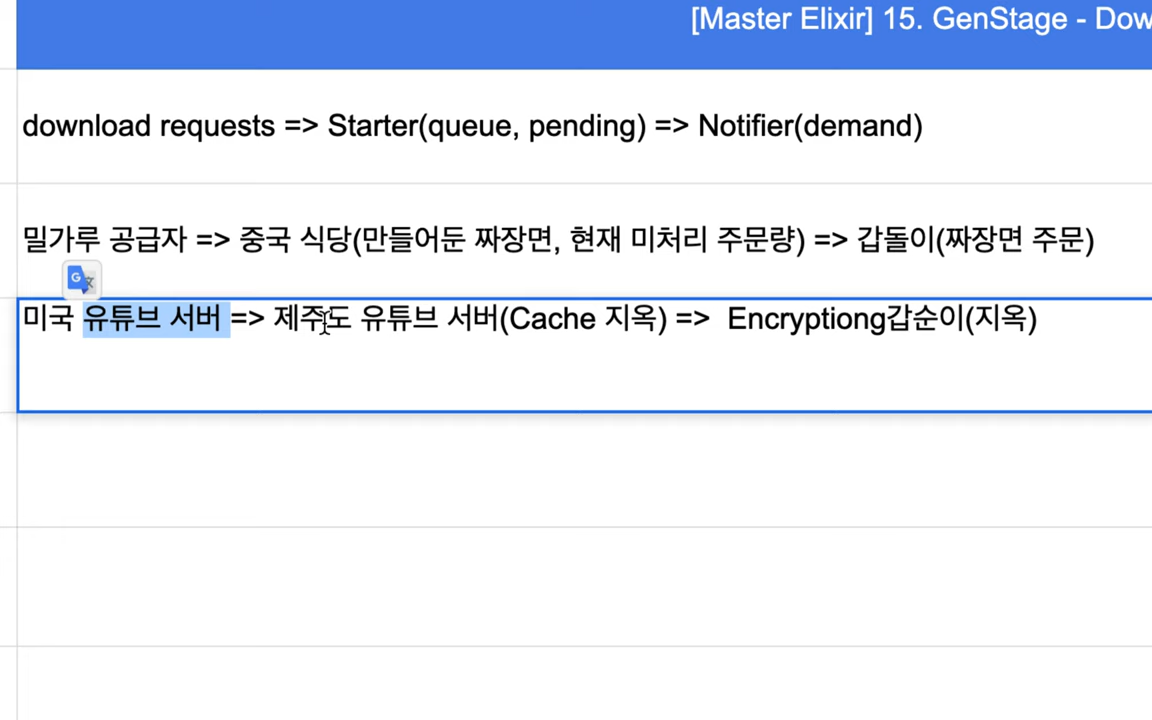 [Master Elixir] 15. GenStage - Dow
download requests => Starter(queue, pending) => Notifier(demand)
밀가루 공급자 => 중국 식당(만들어둔 짜장면, 현재 미처리 주문량) => 갑돌이(짜장면 주문)
미국 유튜브 서버 => 제주도 유튜브 서버(Cache 지옥) => Encryptiong갑순이(지옥)